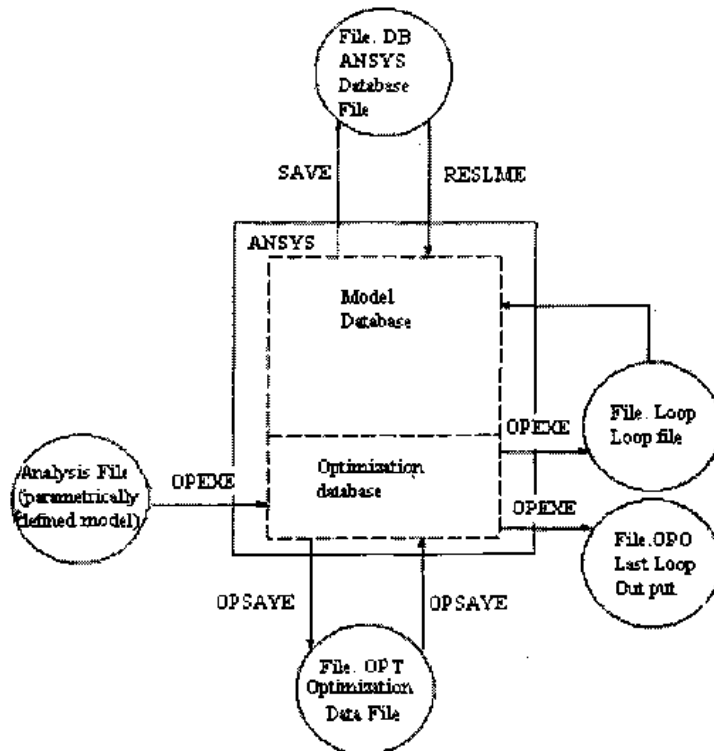 File. DB
ANSYS
Database
File
SAVE
RESLME
ANSYS
Model
Database
File. Loop
Loop file
OPEXE
Analysis File
(parametrically
defined model)
OPEXE
Optimization
database
OPEXE
File.OPO
Last Loop
Out put
OPSAYE
OPSAYE
File. OPT
Optimization
Data File